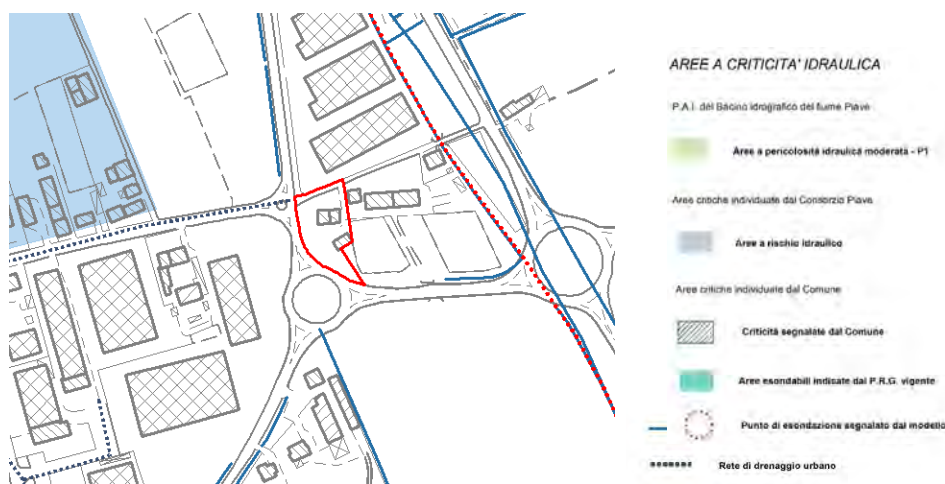 AREE A CRITICITA' IDRAULICA
P.A.I. del Bacino idrografico del fiume Piave
Aree a pericolosità idraulica moderata - P1
Aree critiche individuate dal Consorzio Piave
Aree a rischio idraulico
Aree critiche individuate dal Comune
Criticità segnalate dal Comune
Aree esondabili indicate dal P.R.G. vigente
Punto di esondazione segnalato dal modello
Rete di drenaggio urbano